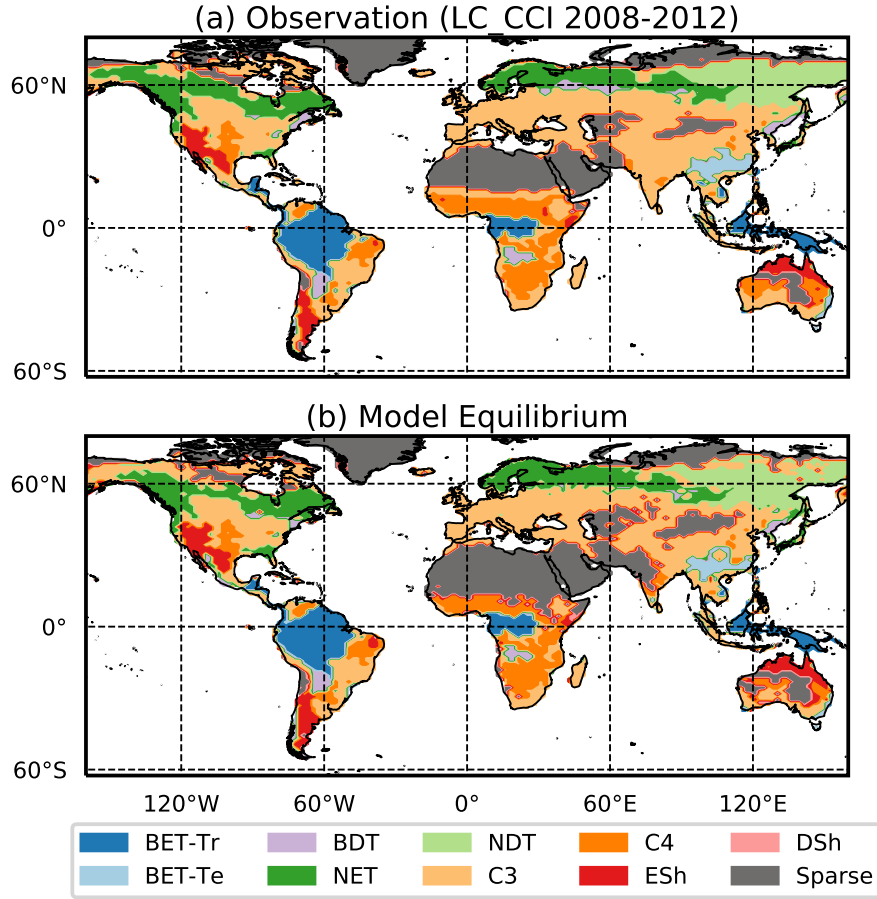 (a) Observation (LC_CCI 2008-2012)
60°N
0°
60°S
(b) Model Equilibrium
60°N
0°
60°S
120°W 60°W 0° 60°E 120°E
BET-Tr BDT NDT C4 DSh
BET-Te NET C3 ESh Sparse